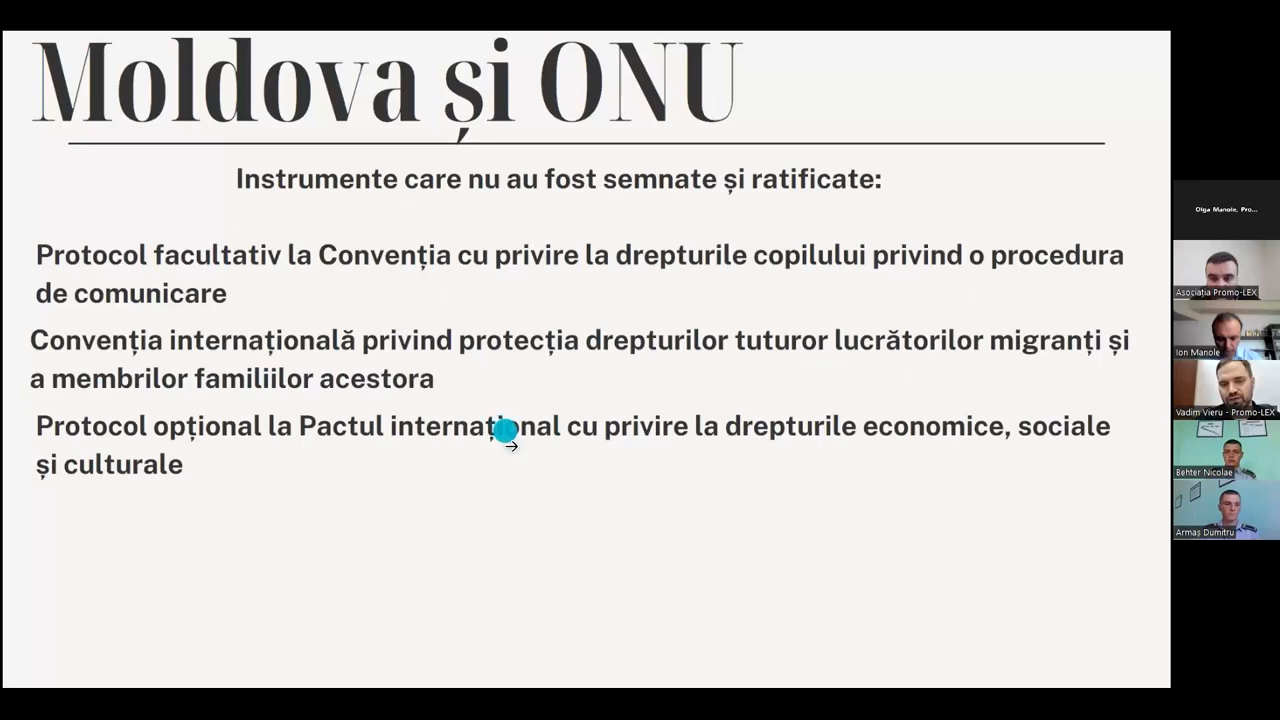 Moldova și ONU
Instrumente care nu au fost semnate și ratificate:
Protocol facultativ la Convenția cu privire la drepturile copilului privind o procedura
de comunicare
Convenția internațională privind protecția drepturilor tuturor lucrătorilor migranți și
a membrilor familiilor acestora
Protocol opțional la Pactul internațional cu privire la drepturile economice, sociale
și culturale
Olga Manole, Pro...
Asociația Promo-LEX
Ion Manole
Vadim Vieru - Promo-LEX
Behter Nicolae
Armaș Dumitru